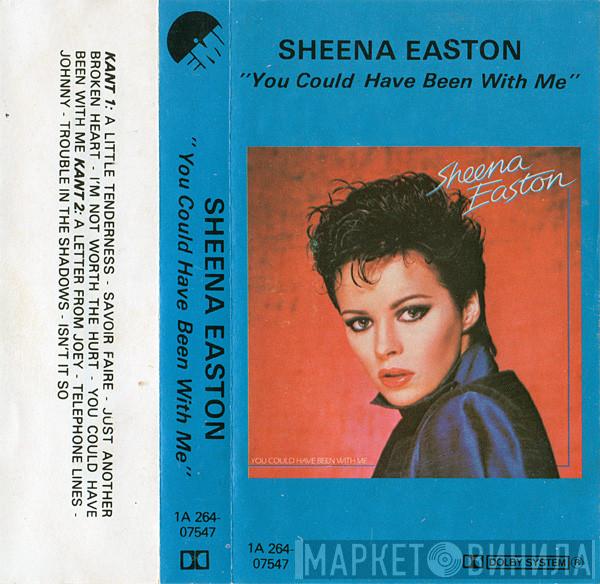 KANT 1: A LITTLE TENDERNESS - SAVOIR FAIRE - JUST ANOTHER
BROKEN HEART - I'M NOT WORTH THE HURT - YOU COULD HAVE
BEEN WITH ME KANT 2: A LETTER FROM JOEY - TELEPHONE LINES -
JOHNNY - TROUBLE IN THE SHADOWS - ISN'T IT SO
SHEENA EASTON
"You Could Have Been With Me"
1A 264-
07547
SHEENA EASTON
"You Could Have Been With Me"
Sheena
Easton
YOU COULD HAVE BEEN WITH ME
1A 264-
07547
DOLBY SYSTEM®
МАРКЕТ ВИНИЛА